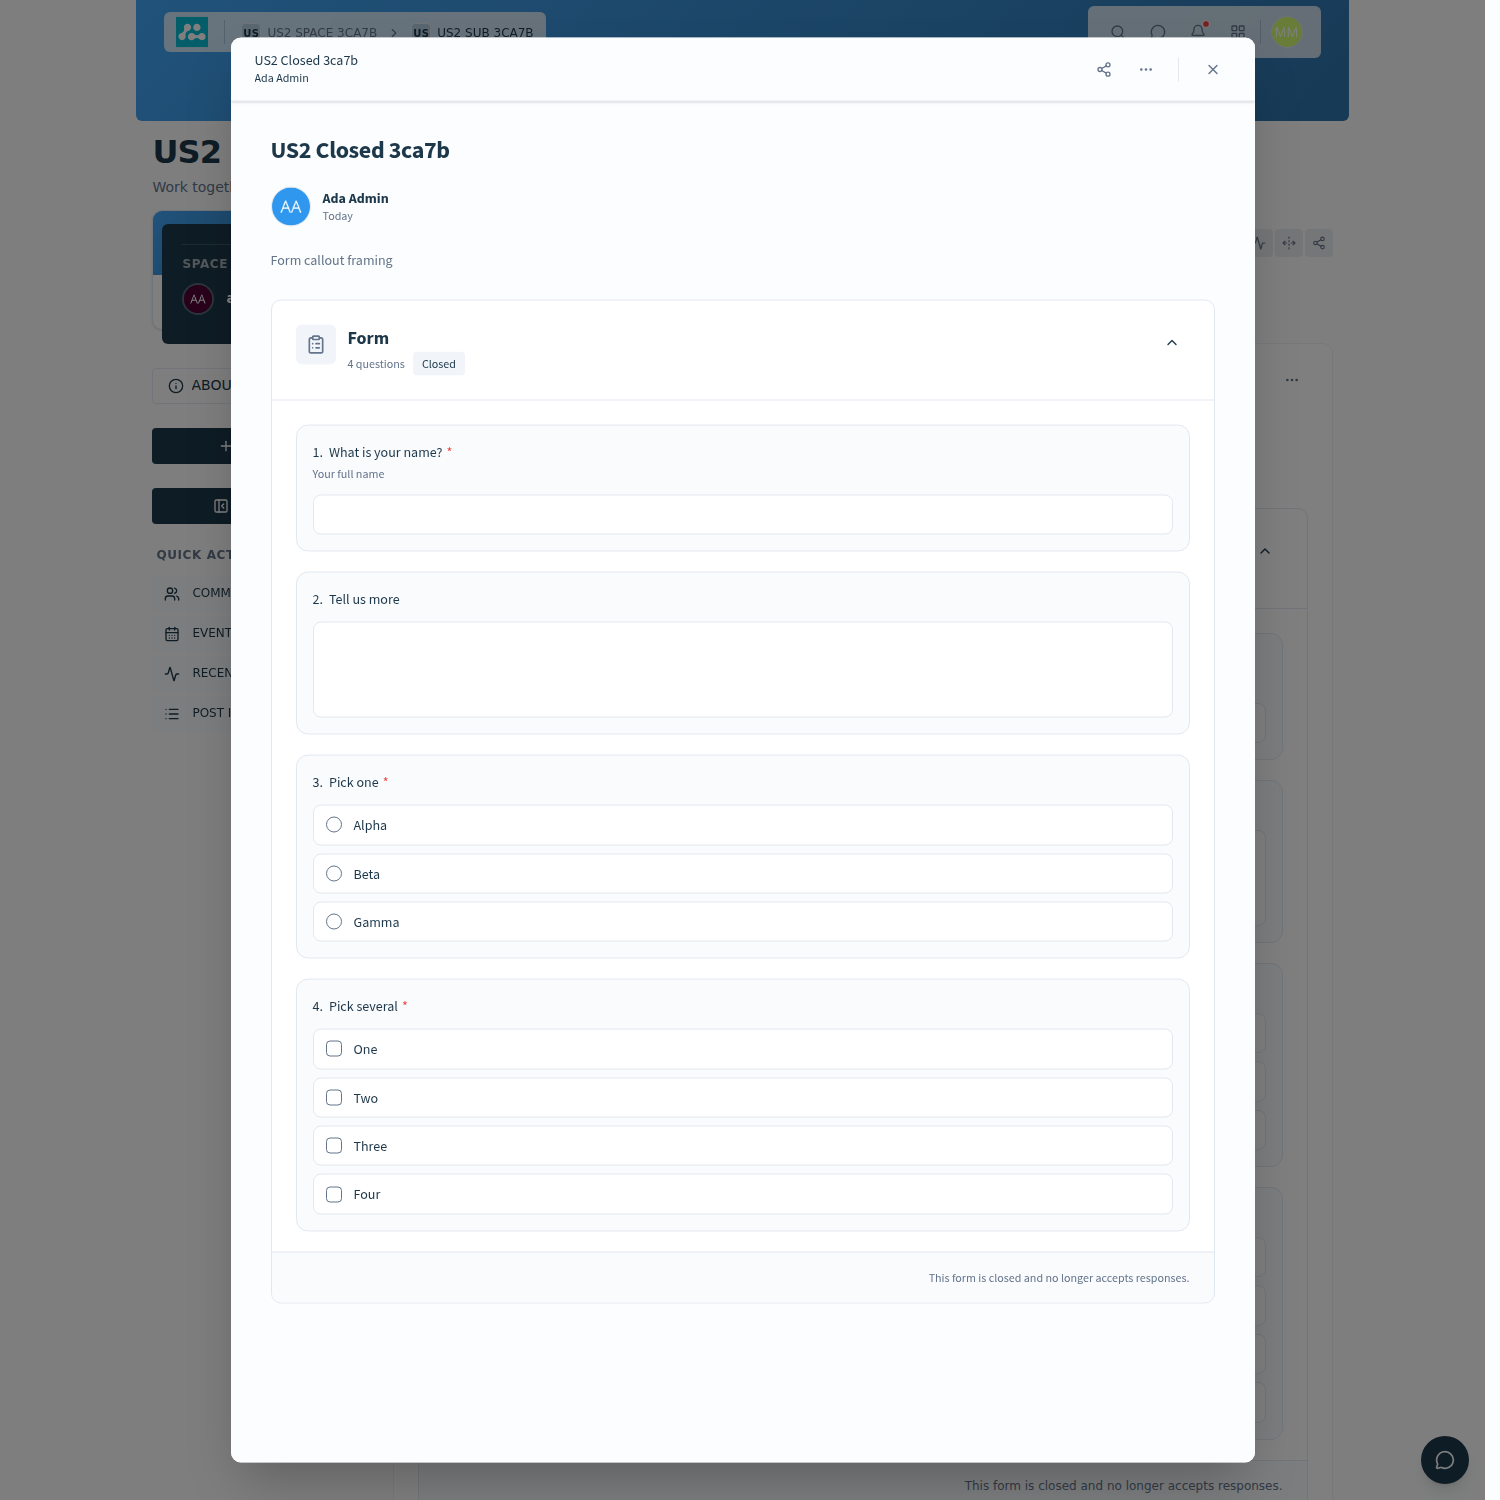 US US2 SPACE 3CA7B > US US2 SUB 3CA7B
MM
US2 Closed 3ca7b
Ada Admin
US2
Work toget
SPACE
AA
ABOU
QUICK ACT
COMM
EVENT
RECEN
POST
US2 Closed 3ca7b
AA
Ada Admin
Today
Form callout framing
Form
4 questions Closed
1. What is your name? *
Your full name
2. Tell us more
3. Pick one *
Alpha
Beta
Gamma
4. Pick several *
One
Two
Three
Four
This form is closed and no longer accepts responses.
This form is closed and no longer accepts responses.